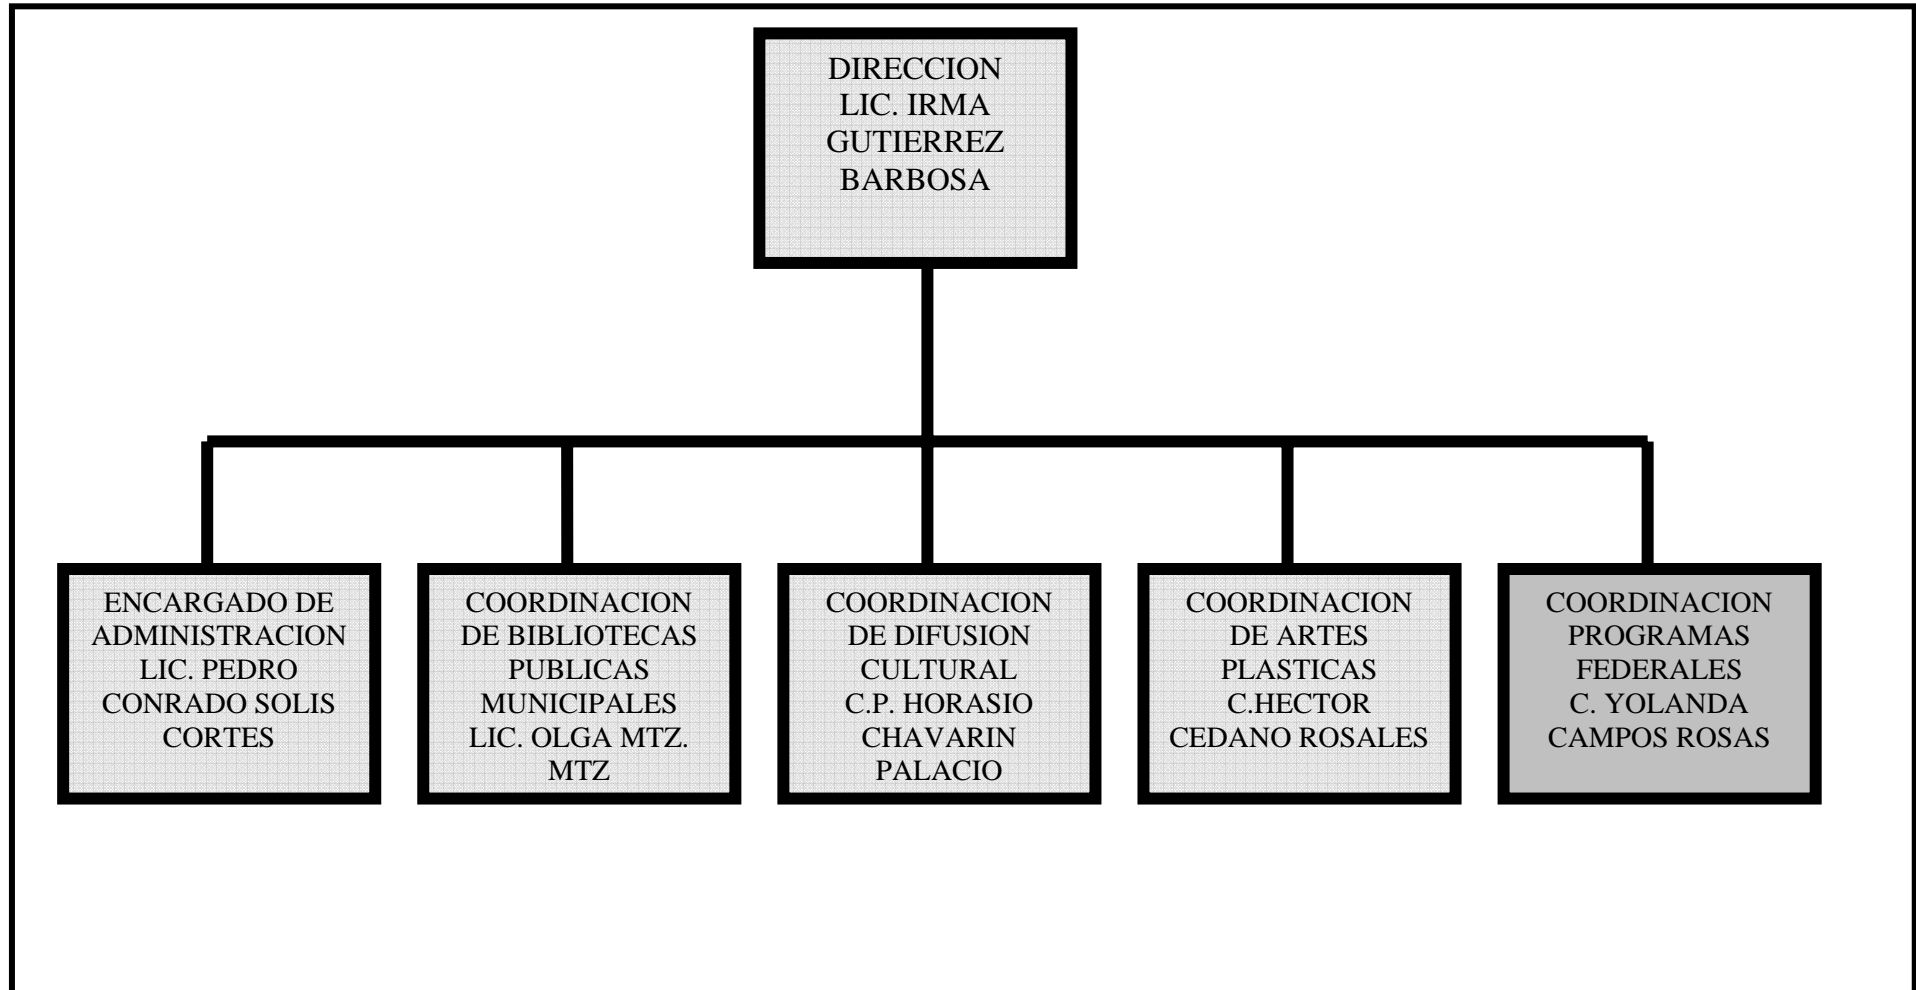 DIRECCION
LIC. IRMA
GUTIERREZ
BARBOSA
ENCARGADO DE
ADMINISTRACION
LIC. PEDRO
CONRADO SOLIS
CORTES
COORDINACION
DE BIBLIOTECAS
PUBLICAS
MUNICIPALES
LIC. OLGA MTZ.
MTZ
COORDINACION
DE DIFUSION
CULTURAL
C.P. HORASIO
CHAVARIN
PALACIO
COORDINACION
DE ARTES
PLASTICAS
C.HECTOR
CEDANO ROSALES
COORDINACION
PROGRAMAS
FEDERALES
C. YOLANDA
CAMPOS ROSAS